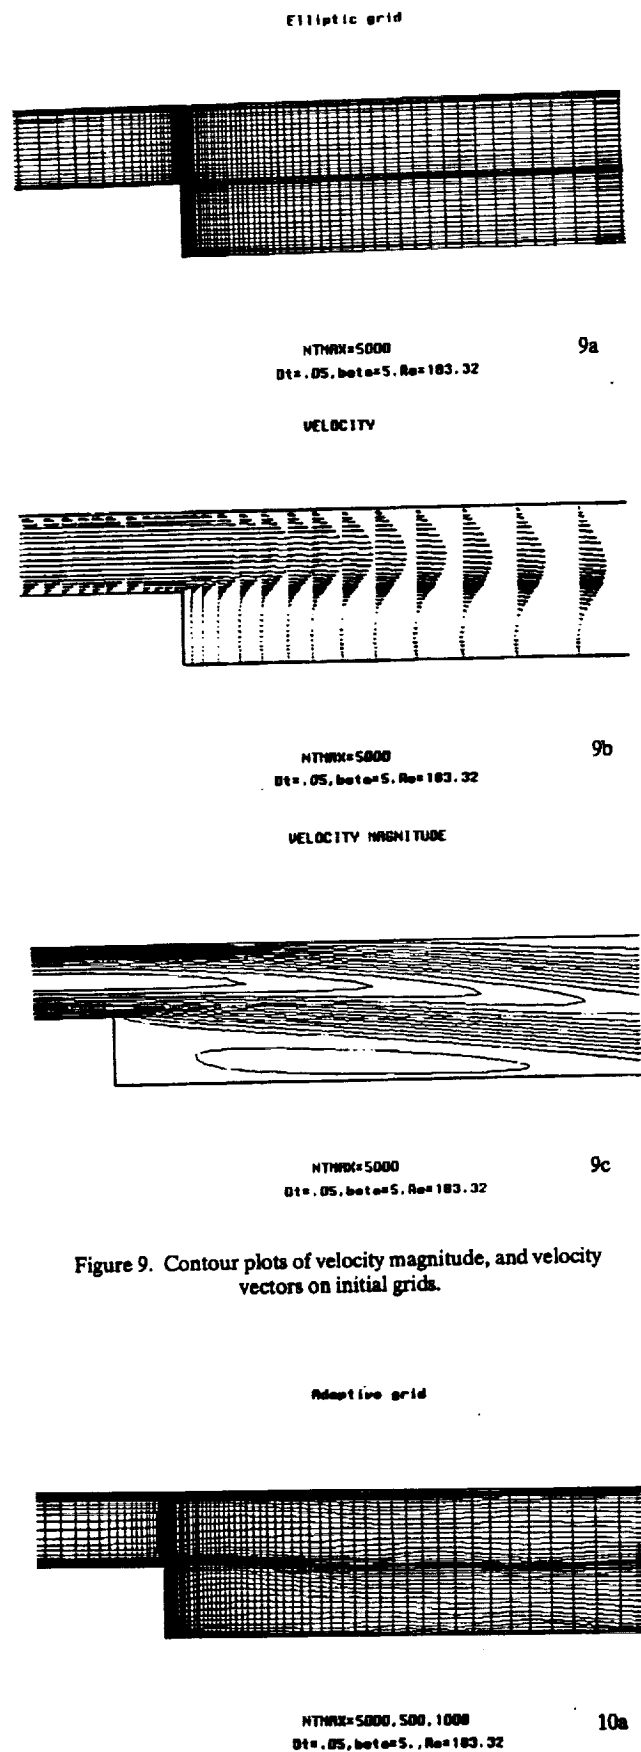 Elliptic grid
NTMAX=5000
9a
Dt=.05,beta=5.Re=183.32
VELOCITY
NTMAX=5000
9b
Dt=.05,beta=5.Re=183.32
VELOCITY MAGNITUDE
NTMAX=5000
9c
Dt=.05,beta=5.Re=183.32
Figure 9. Contour plots of velocity magnitude, and velocity
vectors on initial grids.
Adaptive grid
NTMAX=5000,500,1000
10a
Dt=.05,beta=5.,Re=183.32